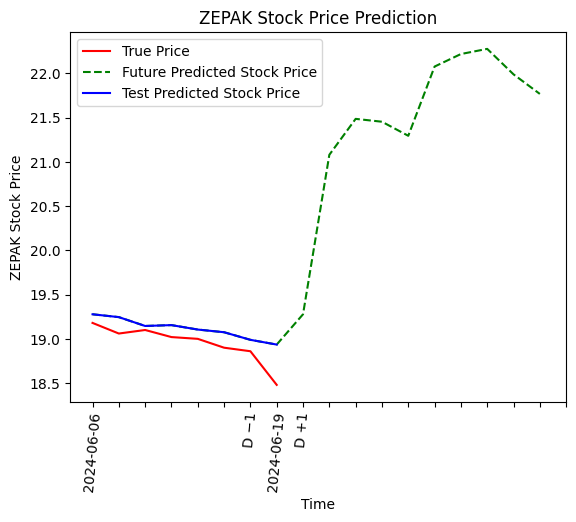 ZEPAK Stock Price Prediction
True Price
Future Predicted Stock Price
Test Predicted Stock Price
ZEPAK Stock Price
22.0
21.5
21.0
20.5
20.0
19.5
19.0
18.5
2024-06-06
D −1
2024-06-19
D +1
Time